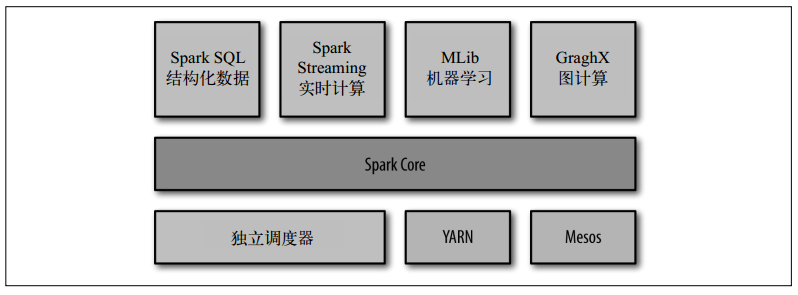 Spark SQL
结构化数据
Spark
Streaming
实时计算
MLib
机器学习
GraghX
图计算
Spark Core
独立调度器
YARN
Mesos